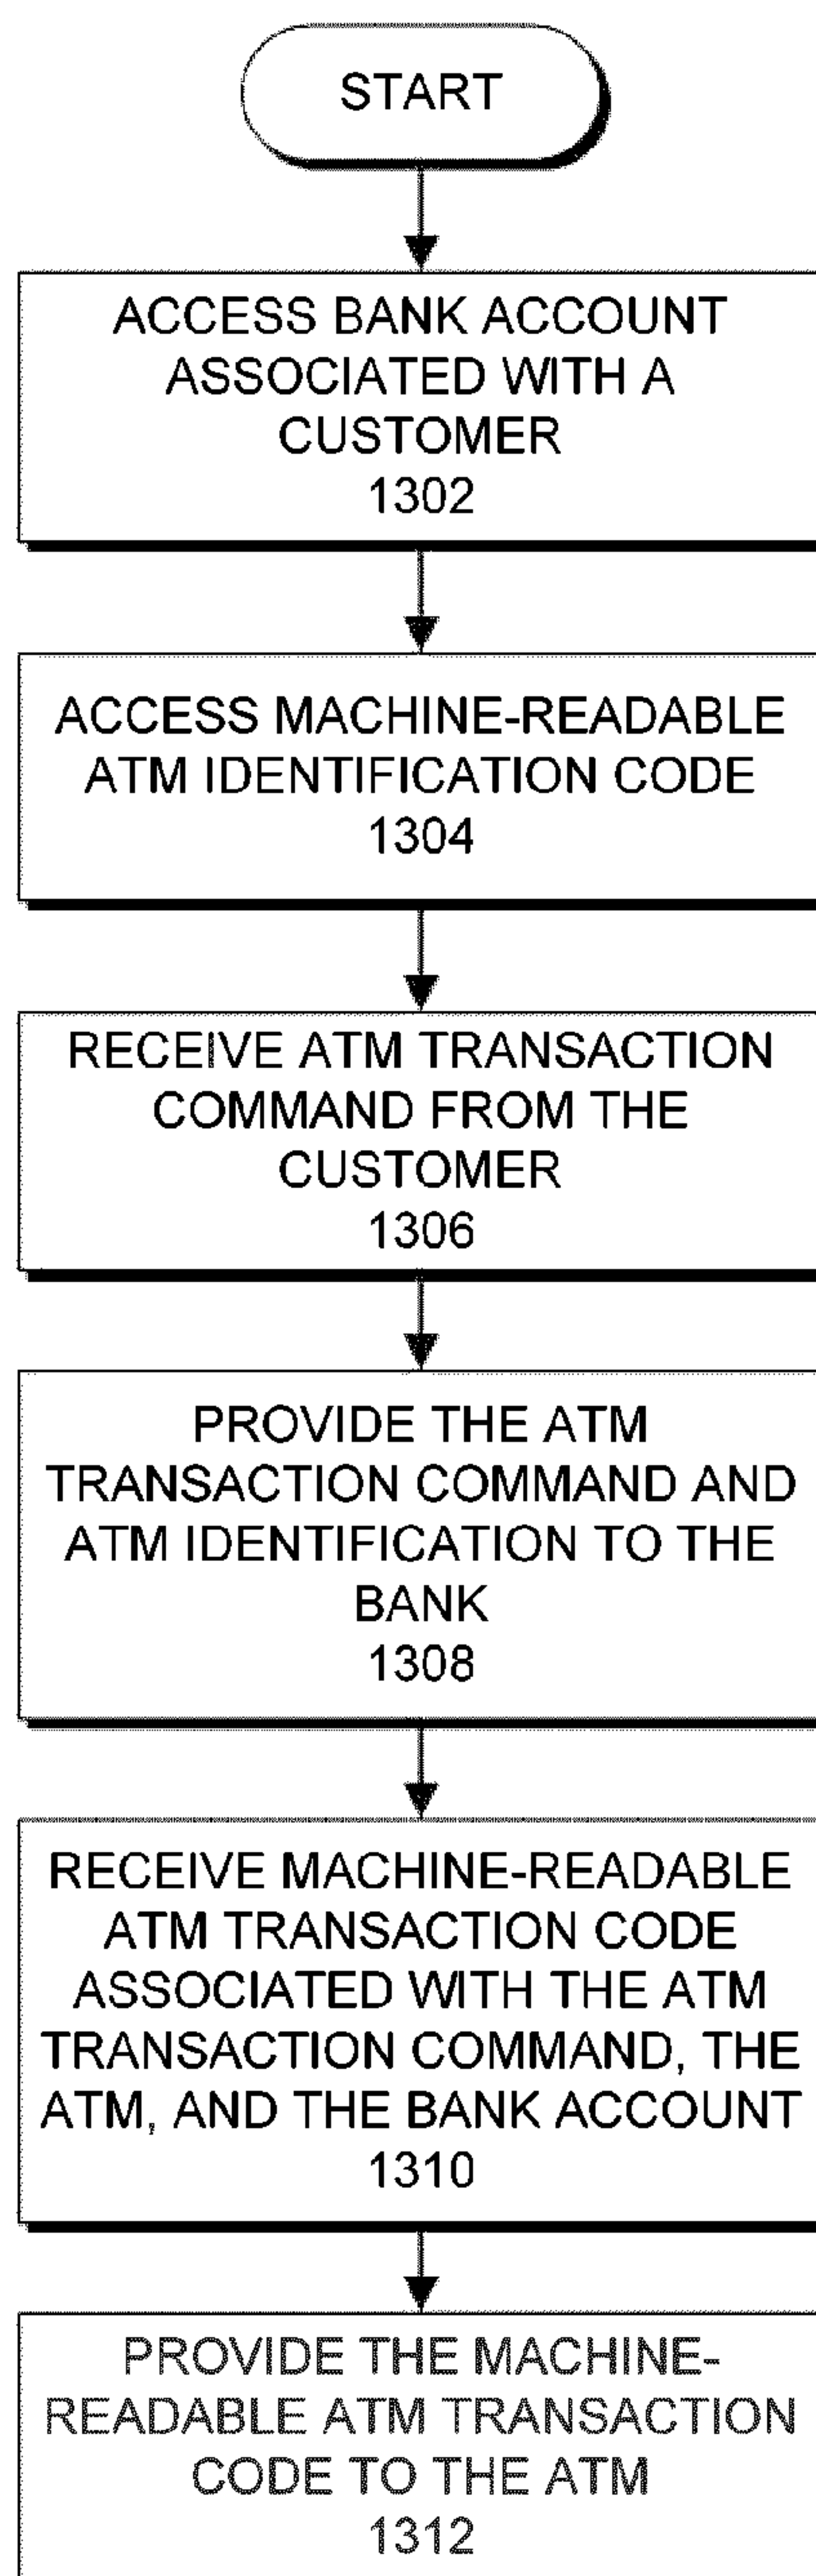 START
ACCESS BANK ACCOUNT
ASSOCIATED WITH A
CUSTOMER
1302
ACCESS MACHINE-READABLE
ATM IDENTIFICATION CODE
1304
RECEIVE ATM TRANSACTION
COMMAND FROM THE
CUSTOMER
1306
PROVIDE THE ATM
TRANSACTION COMMAND AND
ATM IDENTIFICATION TO THE
BANK
1308
RECEIVE MACHINE-READABLE
ATM TRANSACTION CODE
ASSOCIATED WITH THE ATM
TRANSACTION COMMAND, THE
ATM, AND THE BANK ACCOUNT
1310
PROVIDE THE MACHINE-
READABLE ATM TRANSACTION
CODE TO THE ATM
1312